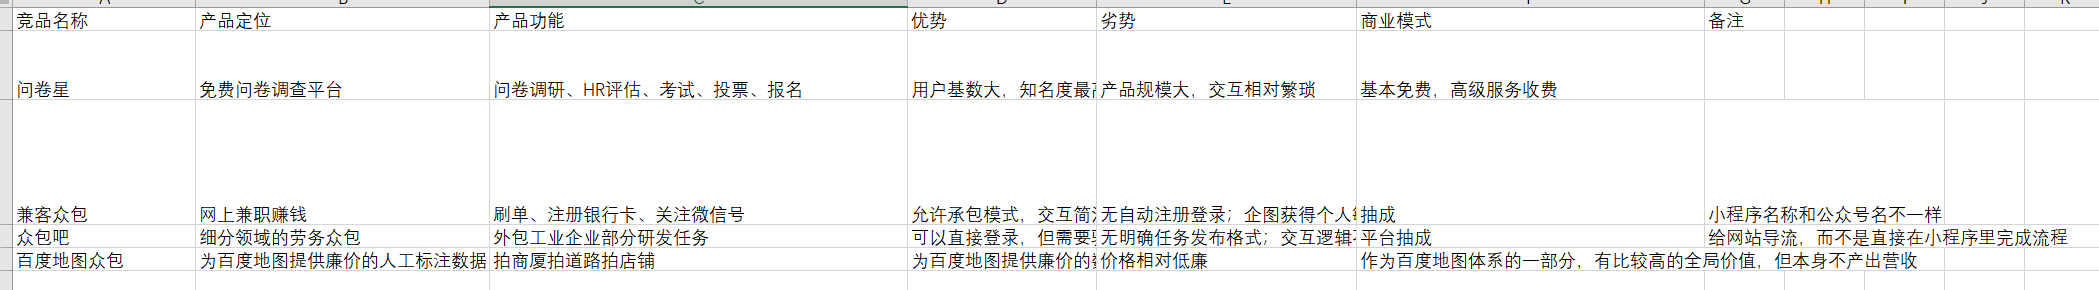 竞品名称 产品定位 产品功能 优势 劣势 商业模式 备注
问卷星 免费问卷调查平台 问卷调研、HR评估、考试、投票、报名 用户基数大，知名度最 产品规模大，交互相对繁琐 基本免费，高级服务收费
兼客众包 网上兼职赚钱 刷单、注册银行卡、关注微信号 允许承包模式，交互简 无自动注册登录；企图获得个人 抽成 小程序名称和公众号名不一样
众包吧 细分领域的劳务众包 外包工业企业部分研发任务 可以直接登录，但需要 无明确任务发布格式；交互逻辑 平台抽成 给网站导流，而不是直接在小程序里完成流程
百度地图众包 为百度地图提供廉价的人工标注数据 拍商厦拍道路拍店铺 为百度地图提供廉价的 价格相对低廉 作为百度地图体系的一部分，有比较高的全局价值，但本身不产出营收